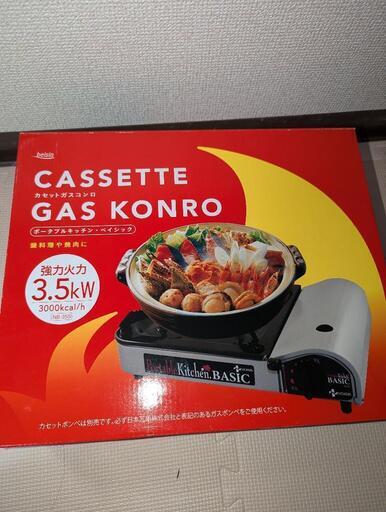 beisia
CASSETTE
カセットガスコンロ
GAS KONRO
ポータブルキッチン・ベイシック
鍋料理や焼肉に
強力火力
3.5kW
3000kcal/h
Portable Kitchen. BASIC
カセットボンベは別売です。必ず日本瓦斯株式会社と表記のあるガスボンベをご使用ください。